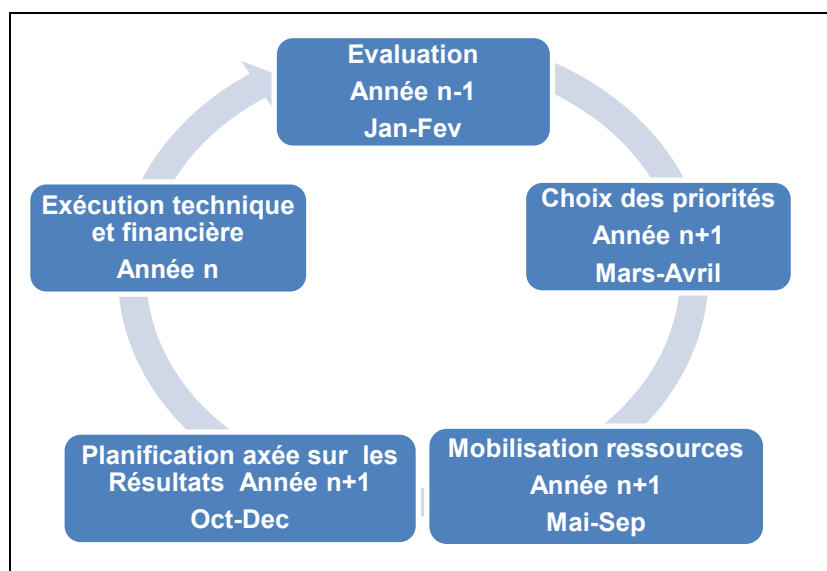 Evaluation
Année n-1
Jan-Fev
Choix des priorités
Année n+1
Mars-Avril
Mobilisation ressources
Année n+1
Mai-Sep
Planification axée sur les
Résultats Année n+1
Oct-Dec
Exécution technique
et financière
Année n